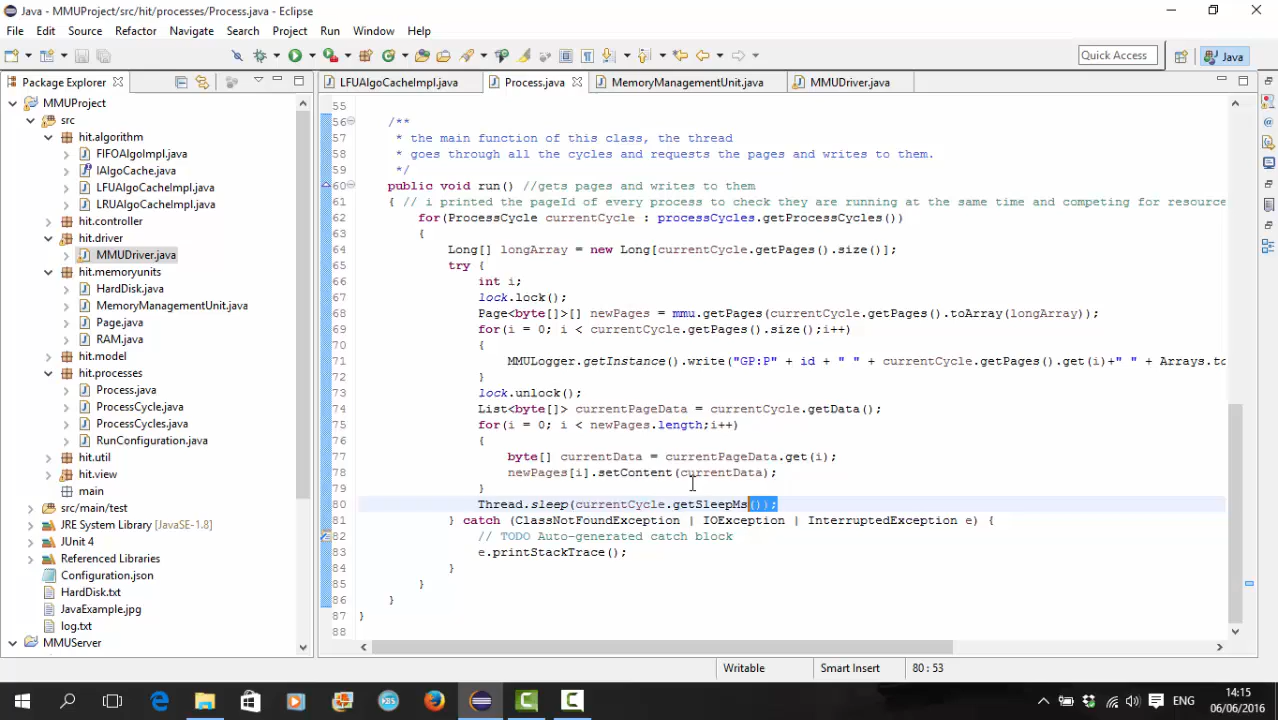 Java - MMUProject/src/hit/processes/Process.java - Eclipse
File Edit Source Refactor Navigate Search Project Run Window Help
Quick Access
Java
Package Explorer
LFUAlgoCacheImpl.java
Process.java
MemoryManagementUnit.java
MMUDriver.java
MMUProject
src
hit.algorithm
FIFOAlgoImpl.java
IAlgoCache.java
LFUAlgoCacheImpl.java
LRUAlgoCacheImpl.java
hit.controller
hit.driver
MMUDriver.java
hit.memoryunits
HardDisk.java
MemoryManagementUnit.java
Page.java
RAM.java
hit.model
hit.processes
Process.java
ProcessCycle.java
ProcessCycles.java
RunConfiguration.java
hit.util
hit.view
main
src/main/test
JRE System Library [JavaSE-1.8]
JUnit 4
Referenced Libraries
Configuration.json
HardDisk.txt
JavaExample.jpg
log.txt
MMUServer
55
56 /**
57 * the main function of this class, the thread
58 * goes through all the cycles and requests the pages and writes to them.
59 */
60 public void run() //gets pages and writes to them
61 { // i printed the pageId of every process to check they are running at the same time and competing for resource
62 for(ProcessCycle currentCycle : processCycles.getProcessCycles())
63 {
64 Long[] longArray = new Long[currentCycle.getPages().size()];
65 try {
66 int i;
67 lock.lock();
68 Page<byte[]>[] newPages = mmu.getPages(currentCycle.getPages().toArray(longArray));
69 for(i = 0; i < currentCycle.getPages().size();i++)
70 {
71 MMULogger.getInstance().write("GP:P" + id + " " + currentCycle.getPages().get(i)+" " + Arrays.to
72 }
73 lock.unlock();
74 List<byte[]> currentPageData = currentCycle.getData();
75 for(i = 0; i < newPages.length;i++)
76 {
77 byte[] currentData = currentPageData.get(i);
78 newPages[i].setContent(currentData);
79 }
80 Thread.sleep(currentCycle.getSleepMs());
81 } catch (ClassNotFoundException | IOException | InterruptedException e) {
82 // TODO Auto-generated catch block
83 e.printStackTrace();
84 }
85 }
86 }
87 }
88
Writable Smart Insert 80 : 53
ENG
14:15
06/06/2016